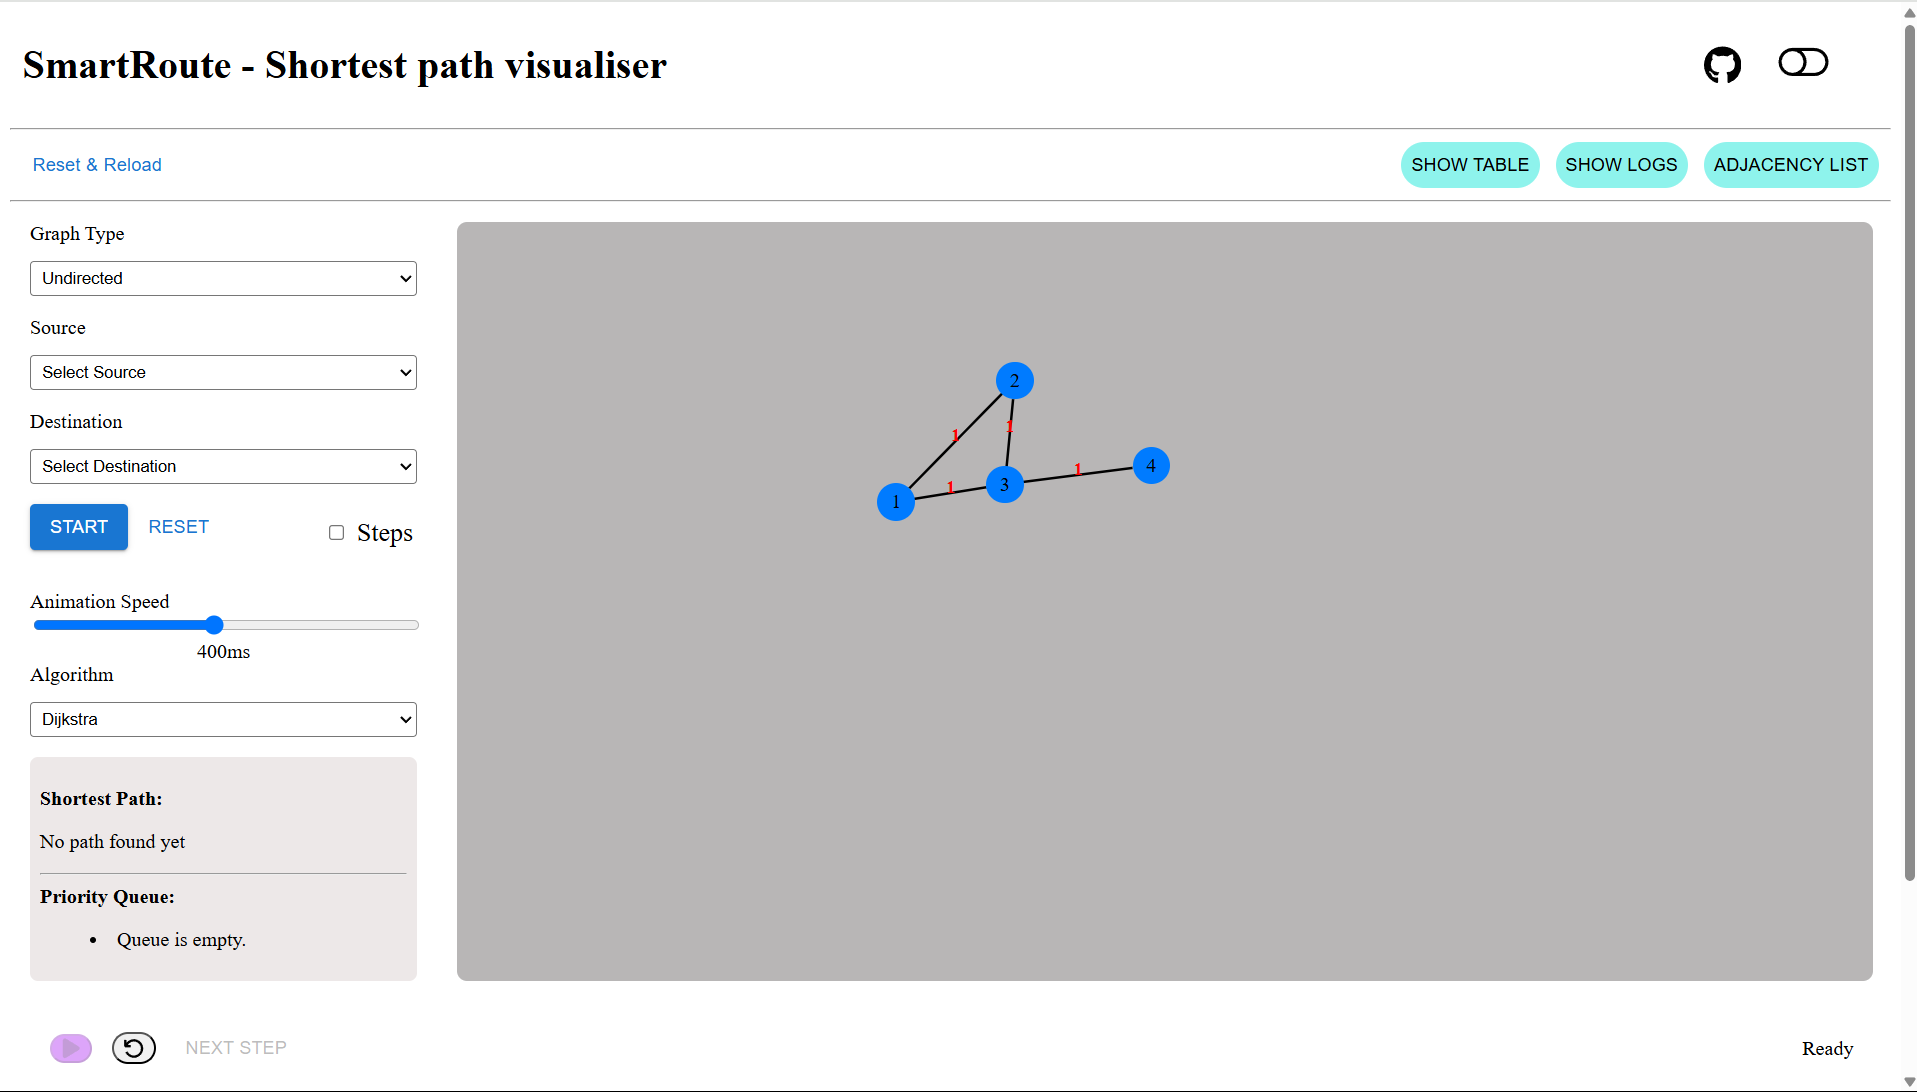 SmartRoute - Shortest path visualiser
Reset & Reload
SHOW TABLE
SHOW LOGS
ADJACENCY LIST
Graph Type
Undirected
Source
Select Source
Destination
Select Destination
START
RESET
Steps
Animation Speed
400ms
Algorithm
Dijkstra
Shortest Path:
No path found yet
Priority Queue:
• Queue is empty.
2
1
1
4
1
3
1
1
NEXT STEP
Ready